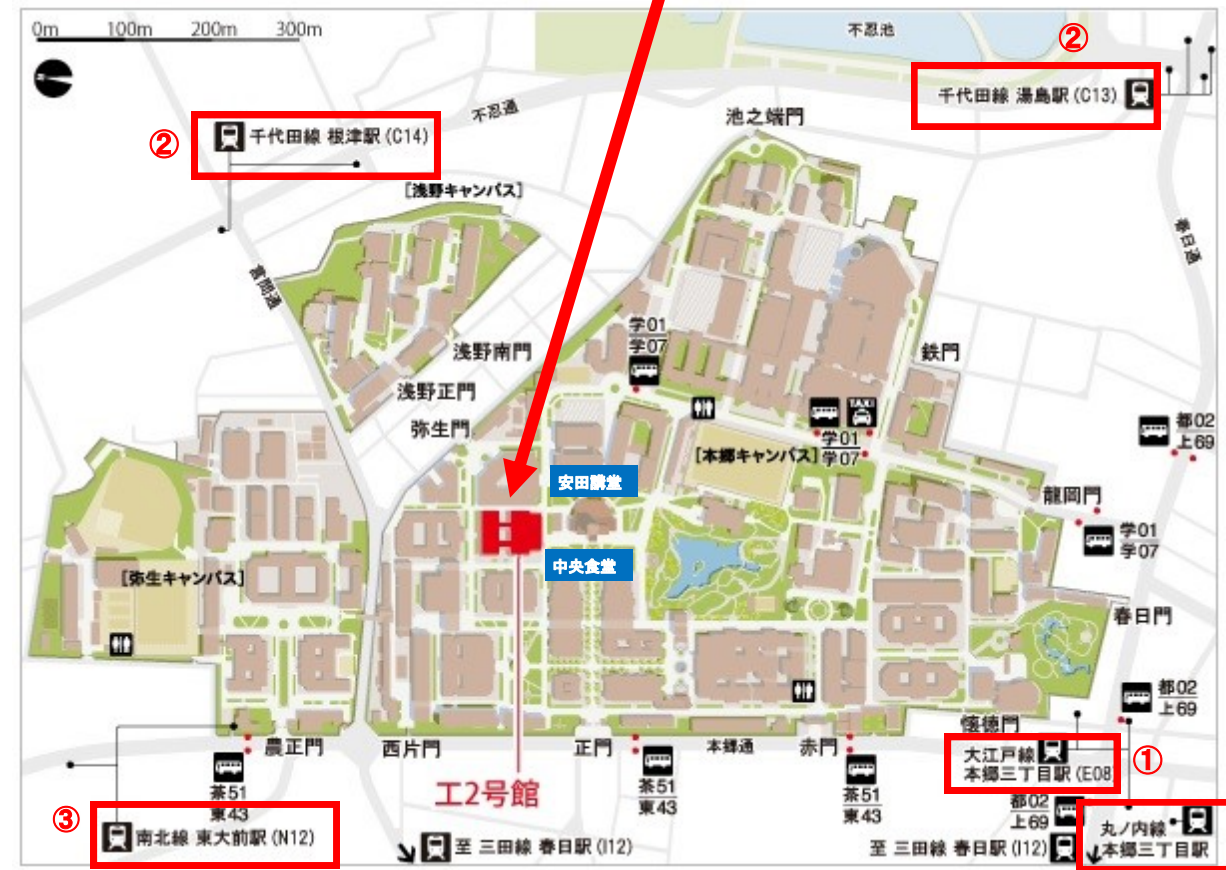 0m 100m 200m 300m
不忍池
②
千代田線 湯島駅 (C13)
不忍通
池之端門
②
千代田線 根津駅 (C14)
[浅野キャンパス]
春日通
言問通
学01
学07
浅野南門
鉄門
浅野正門
TAXI
都02
上69
弥生門
学01
学07
[本郷キャンパス]
安田講堂
龍岡門
学01
学07
中央食堂
[弥生キャンパス]
春日門
都02
上69
懐徳門
農正門
西片門
正門
本郷通
赤門
大江戸線
本郷三丁目駅 (E08)
①
茶51
東43
工2号館
茶51
東43
茶51
東43
都02
上69
③
南北線 東大前駅 (N12)
至 三田線 春日駅 (I12)
至 三田線 春日駅 (I12)
丸ノ内線
本郷三丁目駅